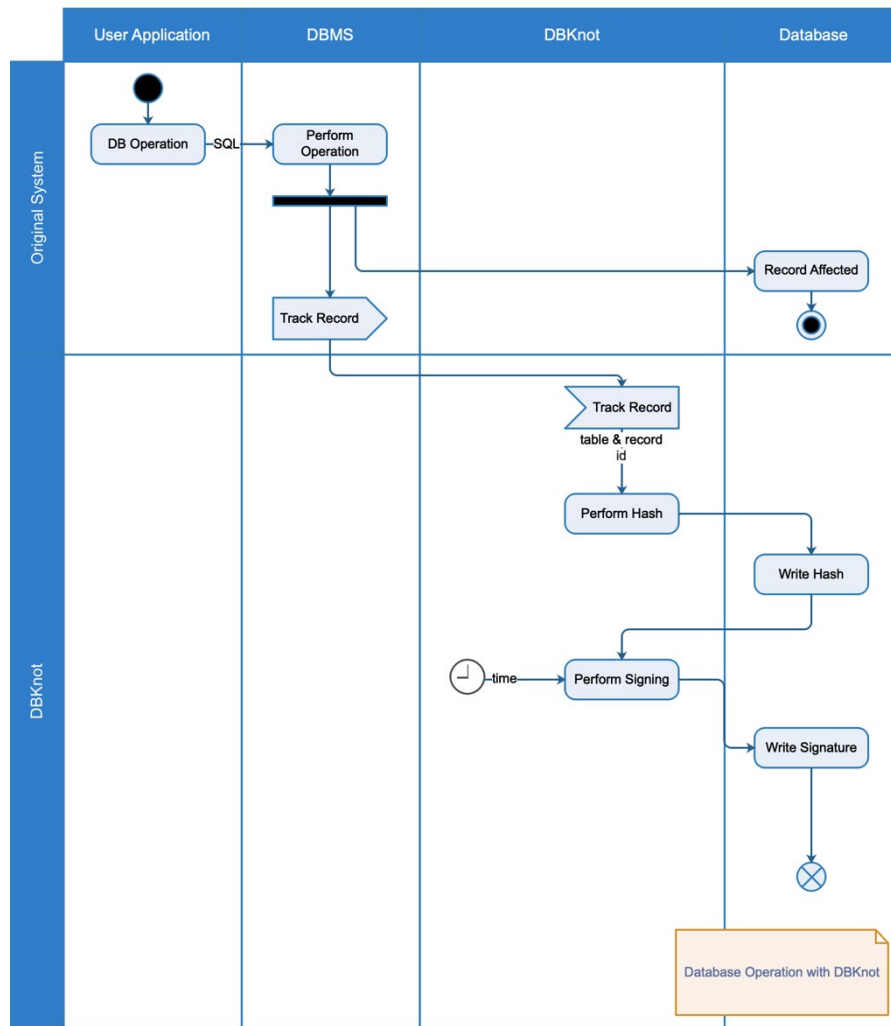 User Application
DBMS
DBKnot
Database
Original System
DB Operation
SQL
Perform
Operation
Record Affected
Track Record
DBKnot
Track Record
table & record
id
Perform Hash
Write Hash
time
Perform Signing
Write Signature
Database Operation with DBKnot